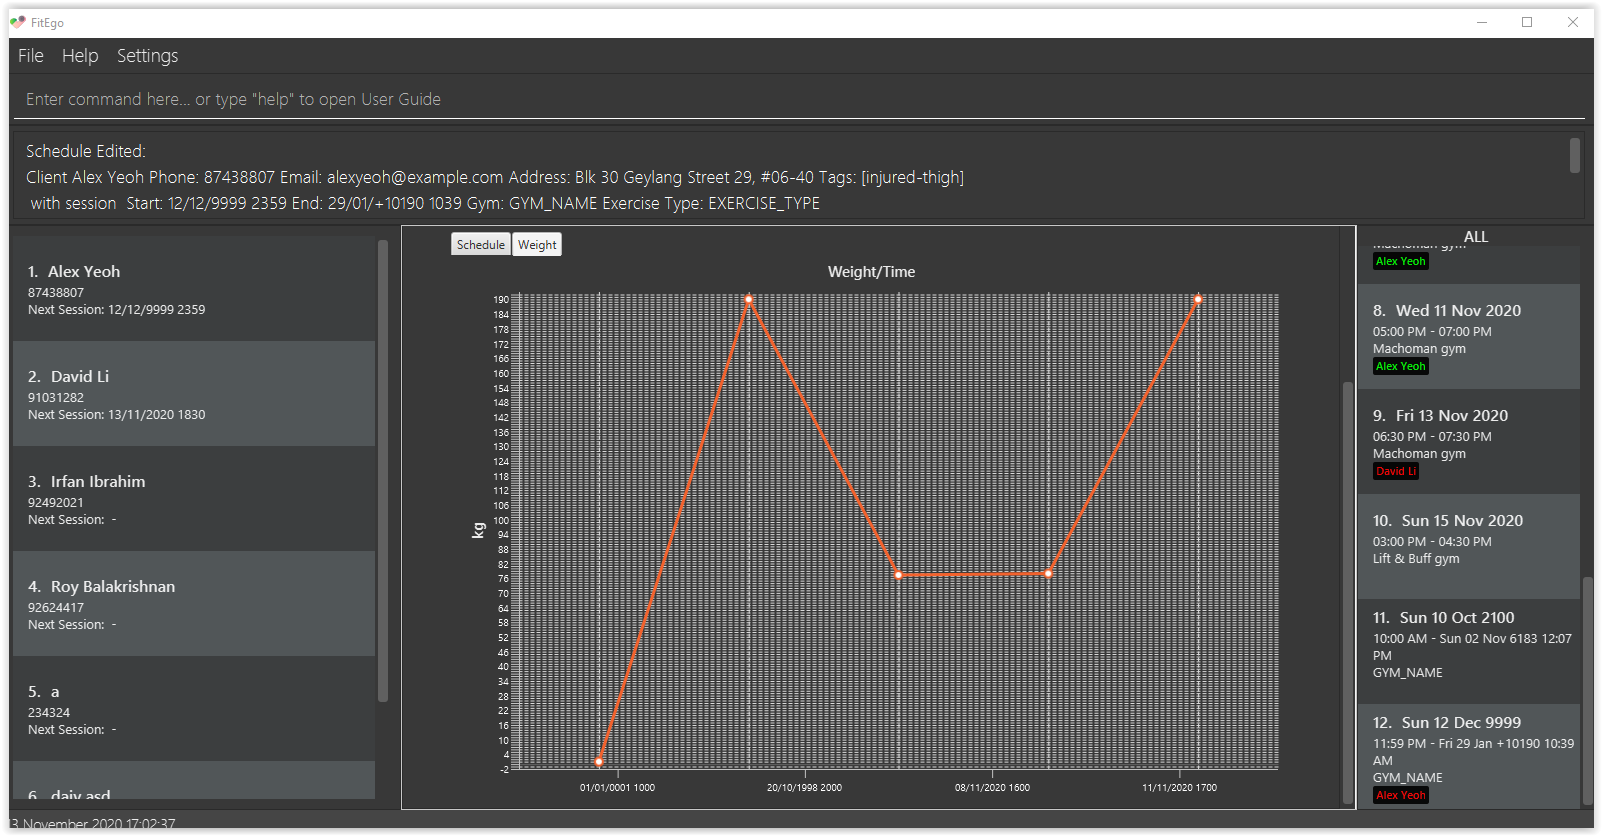 FitEgo
File Help Settings
Enter command here... or type "help" to open User Guide
Schedule Edited:
Client Alex Yeoh Phone: 87438807 Email: alexyeoh@example.com Address: Blk 30 Geylang Street 29, #06-40 Tags: [injured-thigh]
with session Start: 12/12/9999 2359 End: 29/01/+10190 1039 Gym: GYM_NAME Exercise Type: EXERCISE_TYPE
1. Alex Yeoh
87438807
Next Session: 12/12/9999 2359
2. David Li
91031282
Next Session: 13/11/2020 1830
3. Irfan Ibrahim
92492021
Next Session: -
4. Roy Balakrishnan
92624417
Next Session: -
5. a
234324
Next Session: -
6. daiy asd
Schedule Weight
Weight/Time
kg
190
184
178
172
166
160
154
148
142
136
130
124
118
112
106
100
94
88
82
76
70
64
58
52
46
40
34
28
22
16
10
4
-2
01/01/0001 1000
20/10/1998 2000
08/11/2020 1600
11/11/2020 1700
ALL
Machoman gym
Alex Yeoh
8. Wed 11 Nov 2020
05:00 PM - 07:00 PM
Machoman gym
Alex Yeoh
9. Fri 13 Nov 2020
06:30 PM - 07:30 PM
Machoman gym
David Li
10. Sun 15 Nov 2020
03:00 PM - 04:30 PM
Lift & Buff gym
11. Sun 10 Oct 2100
10:00 AM - Sun 02 Nov 6183 12:07
PM
GYM_NAME
12. Sun 12 Dec 9999
11:59 PM - Fri 29 Jan +10190 10:39
AM
GYM_NAME
Alex Yeoh
13 November 2020 17:02:37